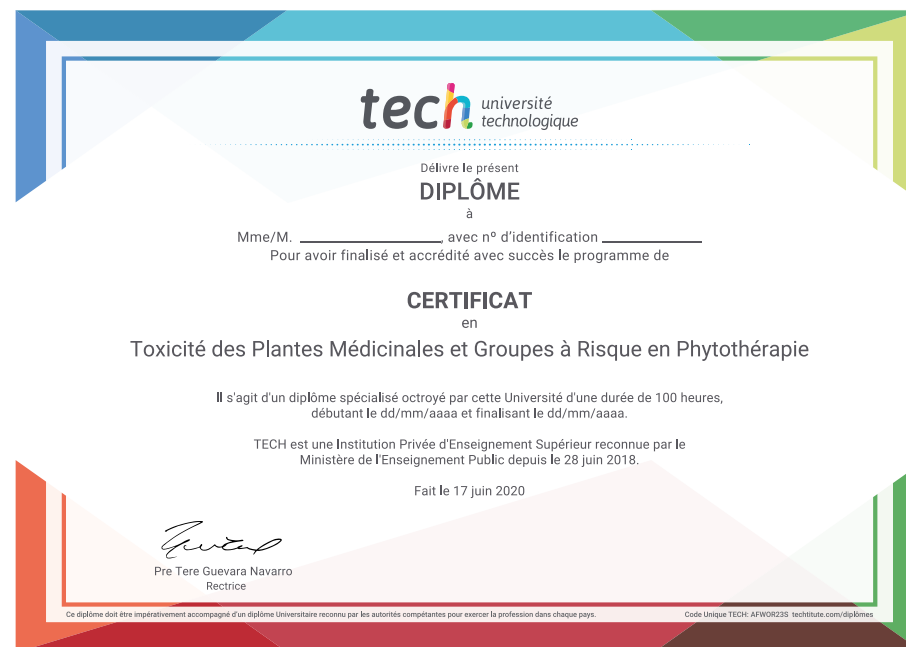 tech université
technologique
Délivre le présent
DIPLÔME
à
Mme/M. ____________________, avec nº d'identification ______________
Pour avoir finalisé et accrédité avec succès le programme de
CERTIFICAT
en
Toxicité des Plantes Médicinales et Groupes à Risque en Phytothérapie
Il s'agit d'un diplôme spécialisé octroyé par cette Université d'une durée de 100 heures,
débutant le dd/mm/aaaa et finalisant le dd/mm/aaaa.
TECH est une Institution Privée d'Enseignement Supérieur reconnue par le
Ministère de l'Enseignement Public depuis le 28 juin 2018.
Fait le 17 juin 2020
Pre Tere Guevara Navarro
Rectrice
Ce diplôme doit être impérativement accompagné d'un diplôme Universitaire reconnu par les autorités compétantes pour exercer la profession dans chaque pays. Code Unique TECH: AFWOR23S techtitute.com/diplômes